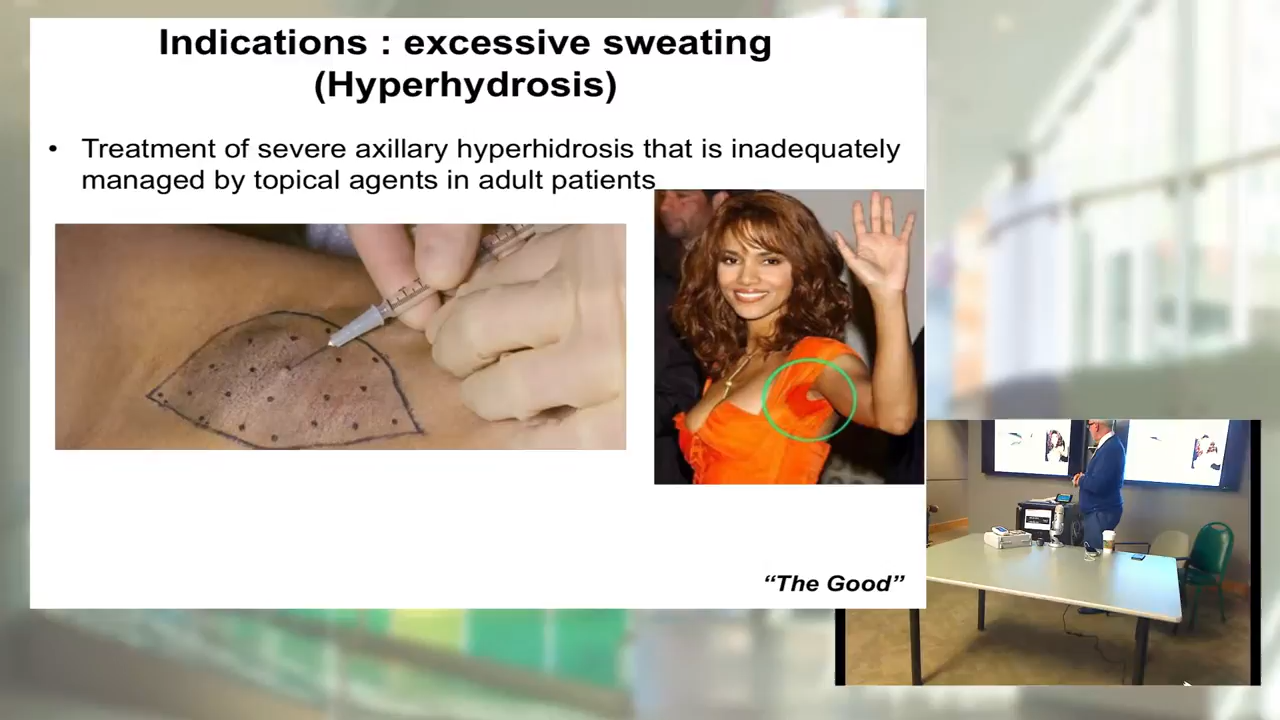 Indications : excessive sweating
(Hyperhydrosis)
• Treatment of severe axillary hyperhidrosis that is inadequately
managed by topical agents in adult patients
“The Good”